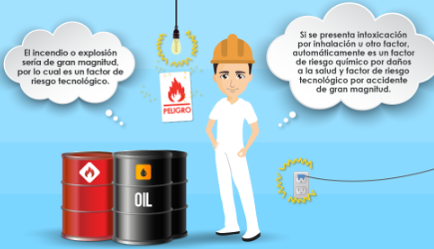 El incendio o explosión
sería de gran magnitud,
por lo cual es un factor de
riesgo tecnológico.
Si se presenta intoxicación
por inhalación u otro factor,
automáticamente es un factor
de riesgo químico por daños
a la salud y factor de riesgo
tecnológico por accidente
de gran magnitud.
PELIGRO
OIL